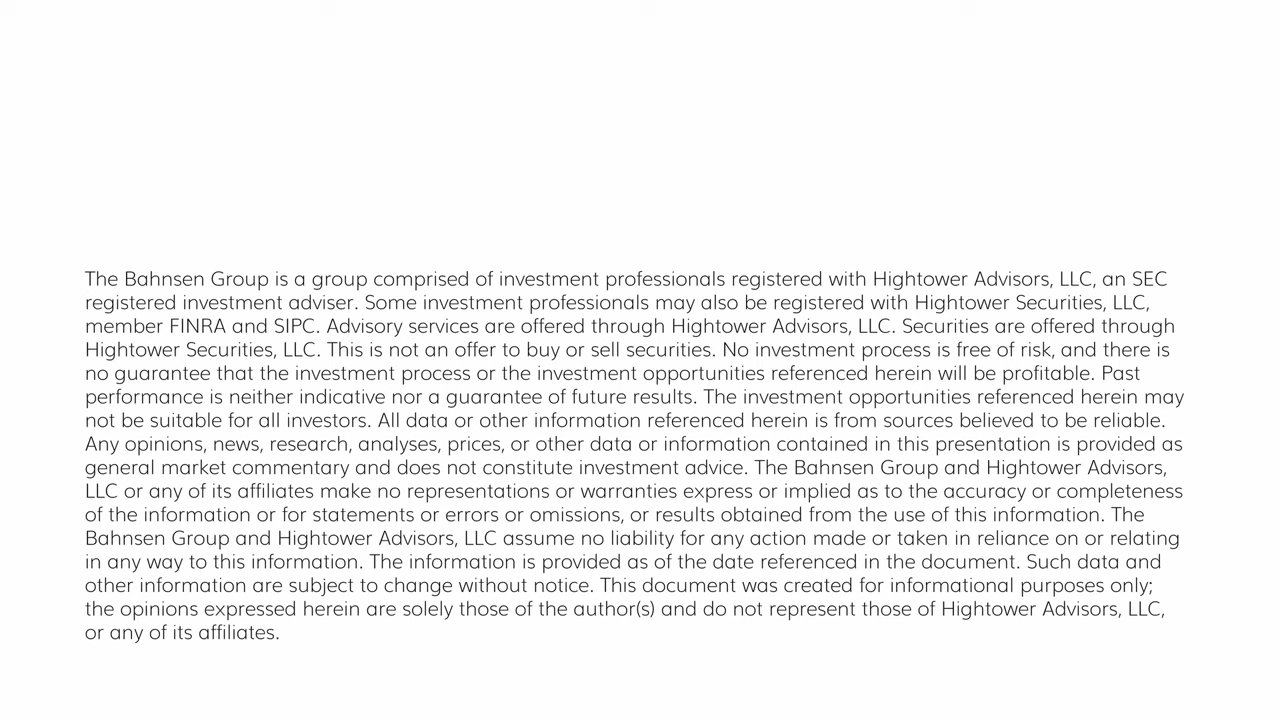 The Bahnsen Group is a group comprised of investment professionals registered with Hightower Advisors, LLC, an SEC
registered investment adviser. Some investment professionals may also be registered with Hightower Securities, LLC,
member FINRA and SIPC. Advisory services are offered through Hightower Advisors, LLC. Securities are offered through
Hightower Securities, LLC. This is not an offer to buy or sell securities. No investment process is free of risk, and there is
no guarantee that the investment process or the investment opportunities referenced herein will be profitable. Past
performance is neither indicative nor a guarantee of future results. The investment opportunities referenced herein may
not be suitable for all investors. All data or other information referenced herein is from sources believed to be reliable.
Any opinions, news, research, analyses, prices, or other data or information contained in this presentation is provided as
general market commentary and does not constitute investment advice. The Bahnsen Group and Hightower Advisors,
LLC or any of its affiliates make no representations or warranties express or implied as to the accuracy or completeness
of the information or for statements or errors or omissions, or results obtained from the use of this information. The
Bahnsen Group and Hightower Advisors, LLC assume no liability for any action made or taken in reliance on or relating
in any way to this information. The information is provided as of the date referenced in the document. Such data and
other information are subject to change without notice. This document was created for informational purposes only;
the opinions expressed herein are solely those of the author(s) and do not represent those of Hightower Advisors, LLC,
or any of its affiliates.